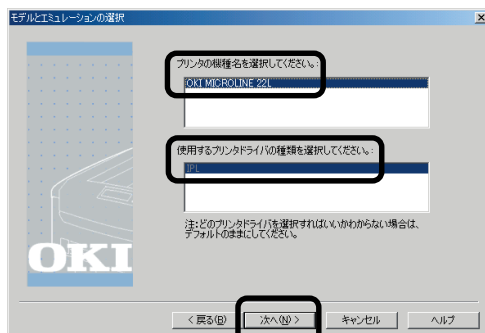 モデルとエミュレーションの選択
プリンタの機種名を選択してください。:
OKI MICROLINE 22L
使用するプリンタドライバの種類を選択してください。:
IPL
注:どのプリンタドライバを選択すればいいかわからない場合は、
デフォルトのままにしてください。
OKI
< 戻る(B)
次へ(N) >
キャンセル
ヘルプ